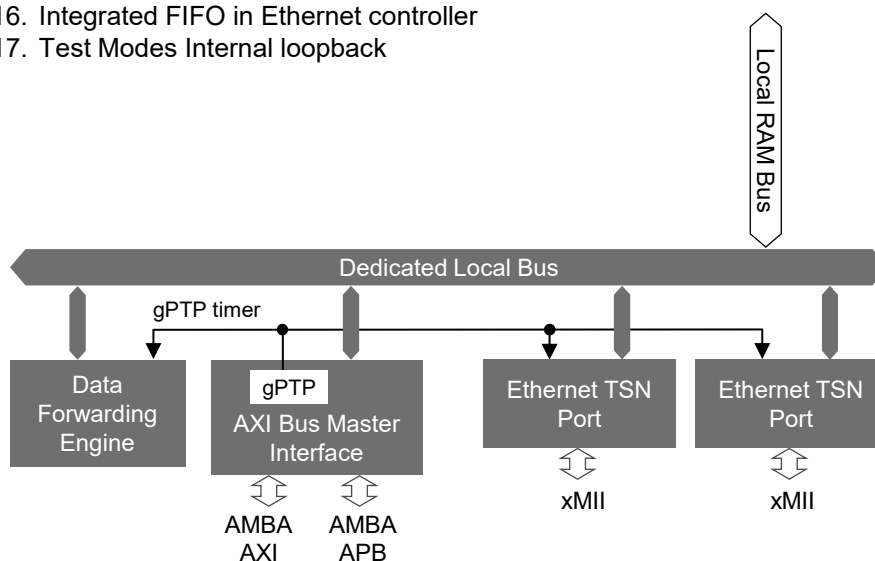 16. Integrated FIFO in Ethernet controller
17. Test Modes Internal loopback
Local RAM Bus
Dedicated Local Bus
gPTP timer
Data
Forwarding
Engine
gPTP
AXI Bus Master
Interface
Ethernet TSN
Port
Ethernet TSN
Port
AMBA
AXI
AMBA
APB
xMII
xMII